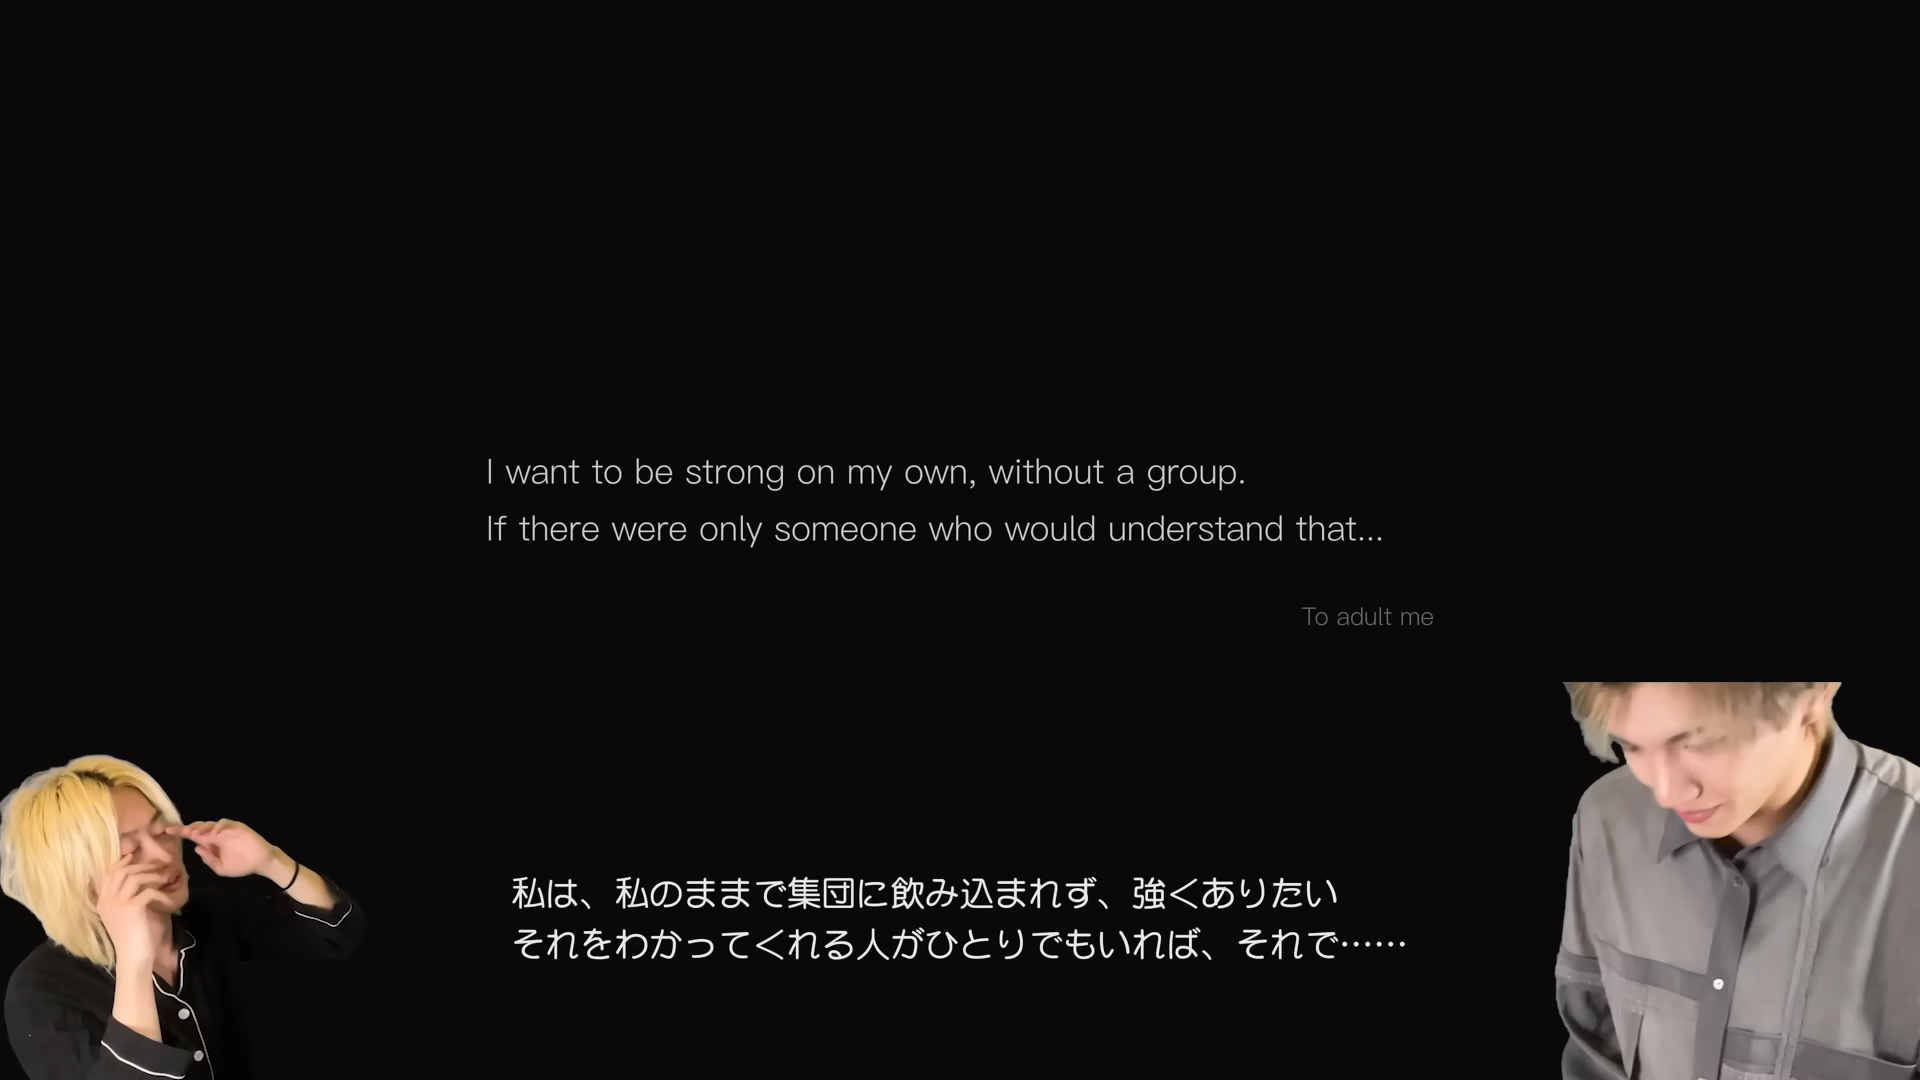 I want to be strong on my own, without a group.
If there were only someone who would understand that...
To adult me
私は、私のままで集団に飲み込まれず、強くありたい
それをわかってくれる人がひとりでもいれば、それで……